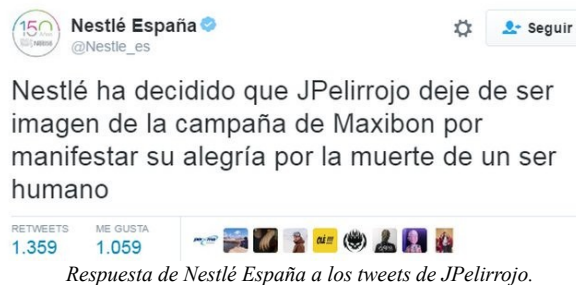 150 Años
Nestlé España
@Nestle_es
Seguir
Nestlé ha decidido que JPelirrojo deje de ser
imagen de la campaña de Maxibon por
manifestar su alegría por la muerte de un ser
humano
RETWEETS ME GUSTA
1.359 1.059
Respuesta de Nestlé España a los tweets de JPelirrojo.